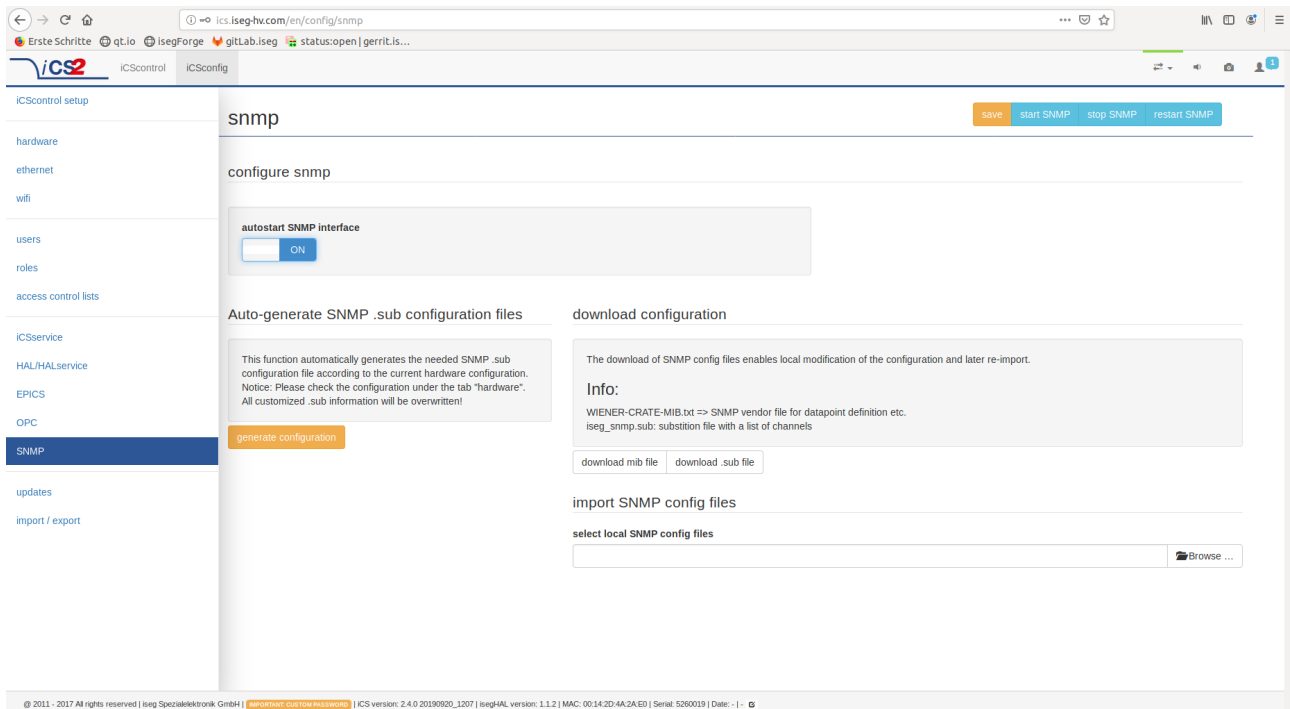 ics.iseg-hv.com/en/config/snmp
Erste Schritte qt.io isegForge gitLab.iseg status:open | gerrit.is...
iCS2 iCScontrol iCSconfig 1
iCScontrol setup
hardware
ethernet
wifi
users
roles
access control lists
iCSservice
HAL/HALservice
EPICS
OPC
SNMP
updates
import / export
snmp
save start SNMP stop SNMP restart SNMP
configure snmp
autostart SNMP interface
ON
Auto-generate SNMP .sub configuration files
This function automatically generates the needed SNMP .sub
configuration file according to the current hardware configuration.
Notice: Please check the configuration under the tab "hardware".
All customized .sub information will be overwritten!
generate configuration
download configuration
The download of SNMP config files enables local modification of the configuration and later re-import.
Info:
WIENER-CRATE-MIB.txt => SNMP vendor file for datapoint definition etc.
iseg_snmp.sub: substition file with a list of channels
download mib file download .sub file
import SNMP config files
select local SNMP config files
Browse ...
@ 2011 - 2017 All rights reserved | iseg Spezialelektronik GmbH | IMPORTANT: CUSTOM PASSWORD | iCS version: 2.4.0 20190920_1207 | isegHAL version: 1.1.2 | MAC: 00:14:2D:4A:2A:E0 | Serial: 5260019 | Date: - | -